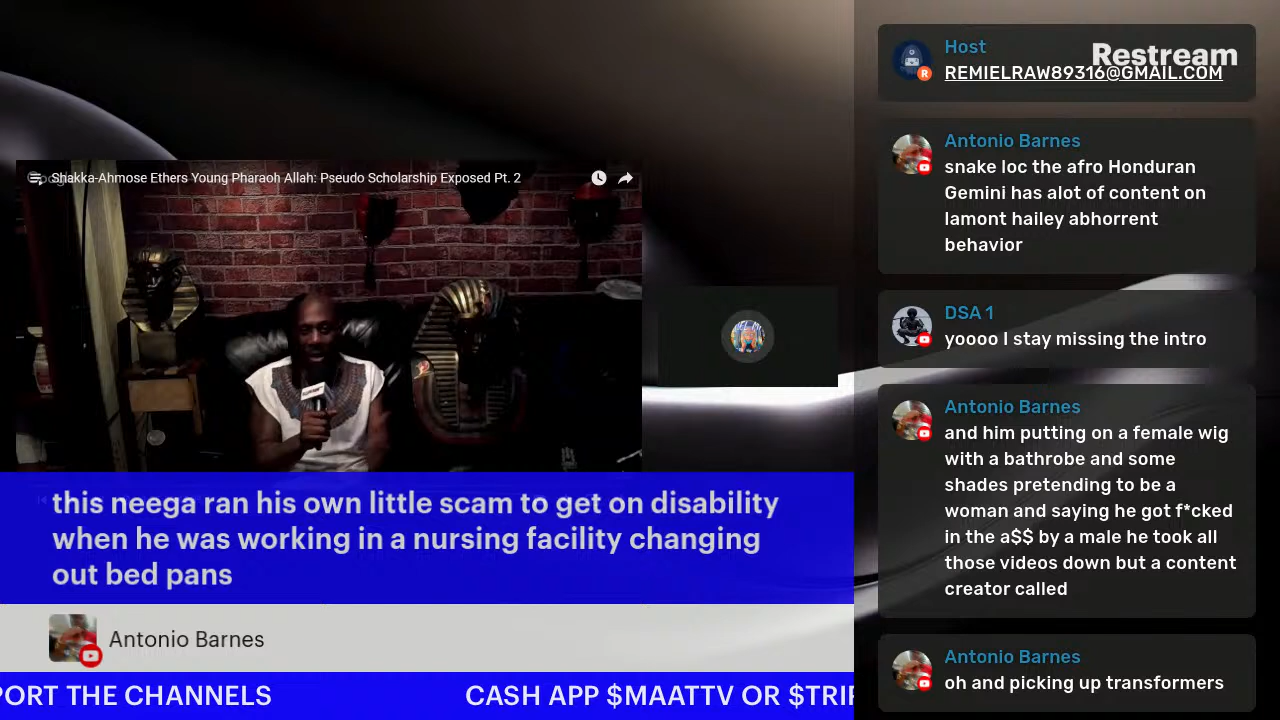 Shakka-Ahmose Ethers Young Pharaoh Allah: Pseudo Scholarship Exposed Pt. 2
this neega ran his own little scam to get on disability
when he was working in a nursing facility changing
out bed pans
Antonio Barnes
PORT THE CHANNELS CASH APP $MAATTV OR $TRIF
Restream
Host
REMIELRAW89316@GMAIL.COM
Antonio Barnes
snake loc the afro Honduran
Gemini has alot of content on
lamont hailey abhorrent
behavior
DSA 1
yoooo I stay missing the intro
Antonio Barnes
and him putting on a female wig
with a bathrobe and some
shades pretending to be a
woman and saying he got f*cked
in the a$$ by a male he took all
those videos down but a content
creator called
Antonio Barnes
oh and picking up transformers